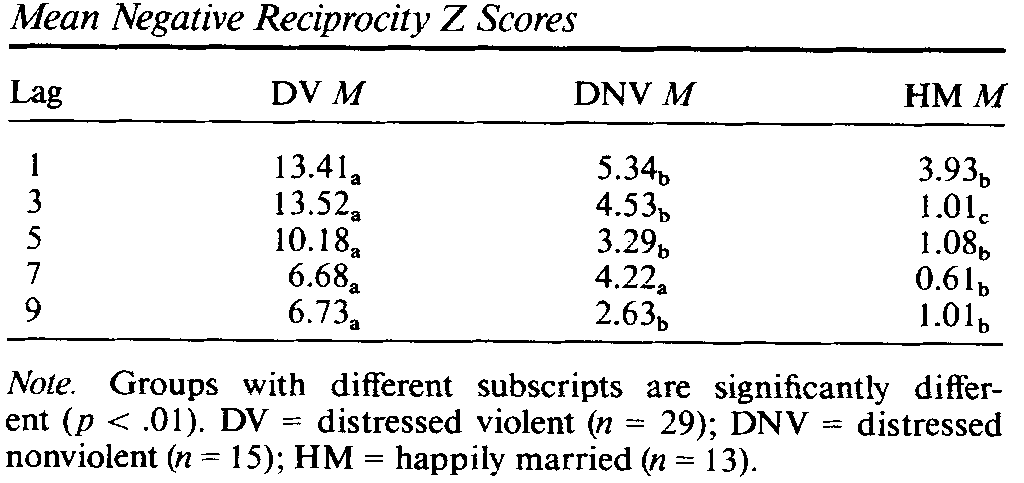 Mean Negative Reciprocity Z Scores
Lag DV M DNV M HM M
1 13.41a 5.34b 3.93b
3 13.52a 4.53b 1.01c
5 10.18a 3.29b 1.08b
7 6.68a 4.22a 0.61b
9 6.73a 2.63b 1.01b
Note. Groups with different subscripts are significantly differ-
ent (p < .01). DV = distressed violent (n = 29); DNV = distressed
nonviolent (n = 15); HM = happily married (n = 13).